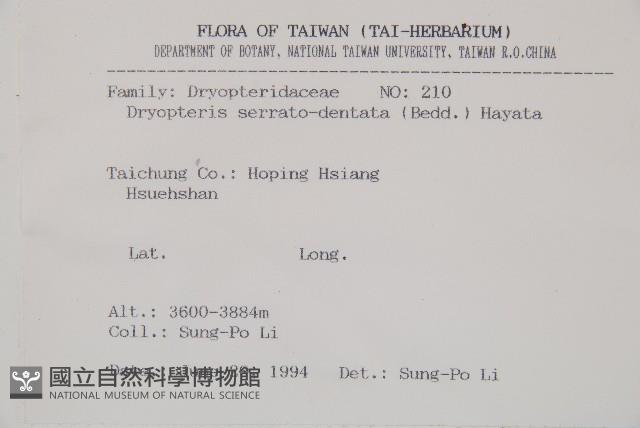 FLORA OF TAIWAN (TAI-HERBARIUM)
DEPARTMENT OF BOTANY, NATIONAL TAIWAN UNIVERSITY, TAIWAN R.O.CHINA
Family: Dryopteridaceae NO: 210
Dryopteris serrato-dentata (Bedd.) Hayata
Taichung Co.: Hoping Hsiang
Hsuehshan
Lat. Long.
Alt.: 3600-3884m
Coll.: Sung-Po Li
Date.: 1994 Det.: Sung-Po Li
國立自然科學博物館
NATIONAL MUSEUM OF NATURAL SCIENCE